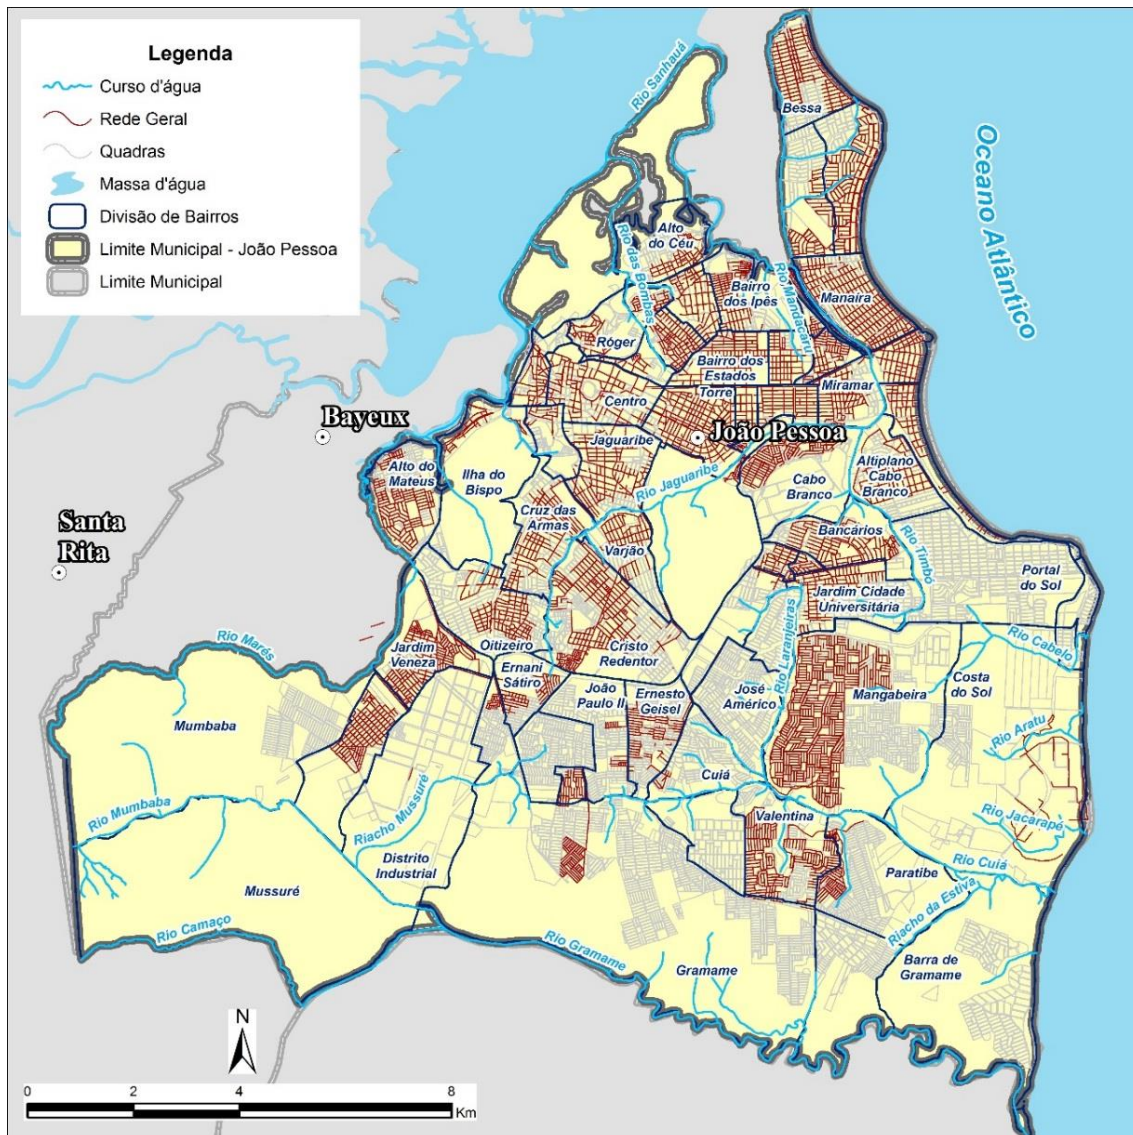 Legenda
Curso d'água
Rede Geral
Quadras
Massa d'água
Divisão de Bairros
Limite Municipal - João Pessoa
Limite Municipal
Rio Sanhauá
Bessa
Oceano Atlântico
Alto
do Céu
Rio das Bombas
Bairro
dos Ipês
Rio Mandacaru
Manaíra
Róger
Bairro dos
Estados
Miramar
Torre
Centro
Bayeux
João Pessoa
Jaguaribe
Alto do
Mateus
Ilha do
Bispo
Rio Jaguaribe
Cabo
Branco
Altiplano
Cabo
Branco
Cruz das
Armas
Santa
Rita
Varjão
Bancários
Rio Timbó
Portal
do Sol
Jardim Cidade
Universitária
Rio Marés
Jardim
Veneza
Oitizeiro
Cristo
Redentor
Rio Laranjeiras
Rio Cabelo
Ernani
Sátiro
João
Paulo II
Ernesto
Geisel
José
Américo
Mangabeira
Costa
do Sol
Mumbaba
Rio Aratu
Cuiá
Riacho Mussuré
Rio Mumbaba
Valentina
Rio Jacarapé
Distrito
Industrial
Rio Cuiá
Paratibe
Mussuré
Riacho da Estiva
Rio Camaço
Rio Gramame
Gramame
Barra de
Gramame
N
0 2 4 8
Km